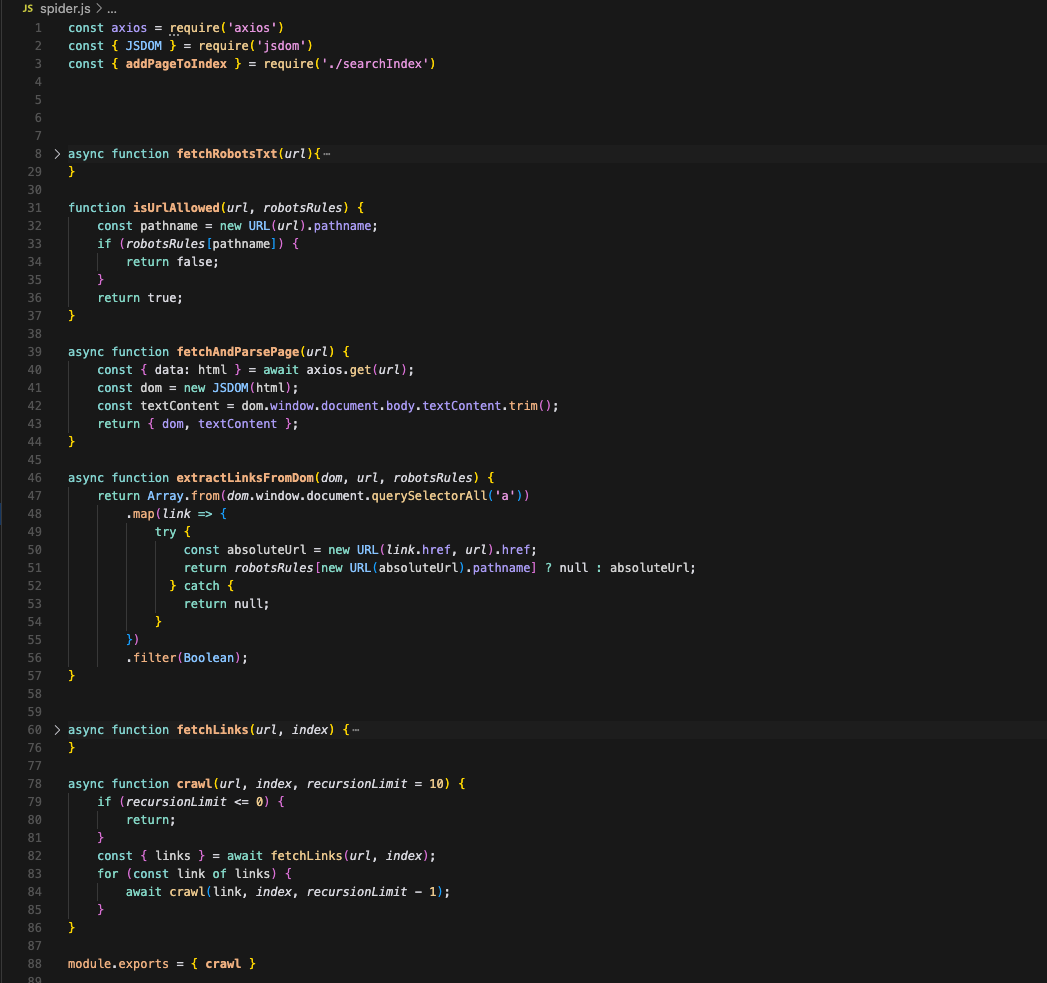 JS spider.js > ...
1 const axios = require('axios')
2 const { JSDOM } = require('jsdom')
3 const { addPageToIndex } = require('./searchIndex')
4
5
6
7
8 > async function fetchRobotsTxt(url){⋯
29 }
30
31 function isUrlAllowed(url, robotsRules) {
32     const pathname = new URL(url).pathname;
33     if (robotsRules[pathname]) {
34         return false;
35     }
36     return true;
37 }
38
39 async function fetchAndParsePage(url) {
40     const { data: html } = await axios.get(url);
41     const dom = new JSDOM(html);
42     const textContent = dom.window.document.body.textContent.trim();
43     return { dom, textContent };
44 }
45
46 async function extractLinksFromDom(dom, url, robotsRules) {
47     return Array.from(dom.window.document.querySelectorAll('a'))
48         .map(link => {
49             try {
50                 const absoluteUrl = new URL(link.href, url).href;
51                 return robotsRules[new URL(absoluteUrl).pathname] ? null : absoluteUrl;
52               } catch {
53                 return null;
54             }
55         })
56         .filter(Boolean);
57 }
58
59
60 > async function fetchLinks(url, index) {⋯
76 }
77
78 async function crawl(url, index, recursionLimit = 10) {
79     if (recursionLimit <= 0) {
80         return;
81     }
82     const { links } = await fetchLinks(url, index);
83     for (const link of links) {
84         await crawl(link, index, recursionLimit - 1);
85     }
86 }
87
88 module.exports = { crawl }
89